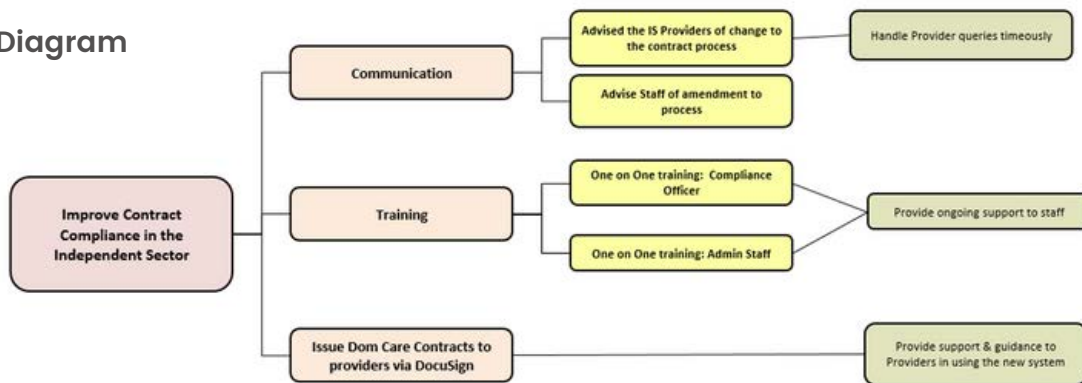 Diagram
Improve Contract
Compliance in the
Independent Sector
Communication
Advised the IS Providers of change to
the contract process
Handle Provider queries timeously
Advise Staff of amendment to
process
Training
One on One training:  Compliance
Officer
One on One training: Admin Staff
Provide ongoing support to staff
Issue Dom Care Contracts to
providers via DocuSign
Provide support & guidance to
Providers in using the new system